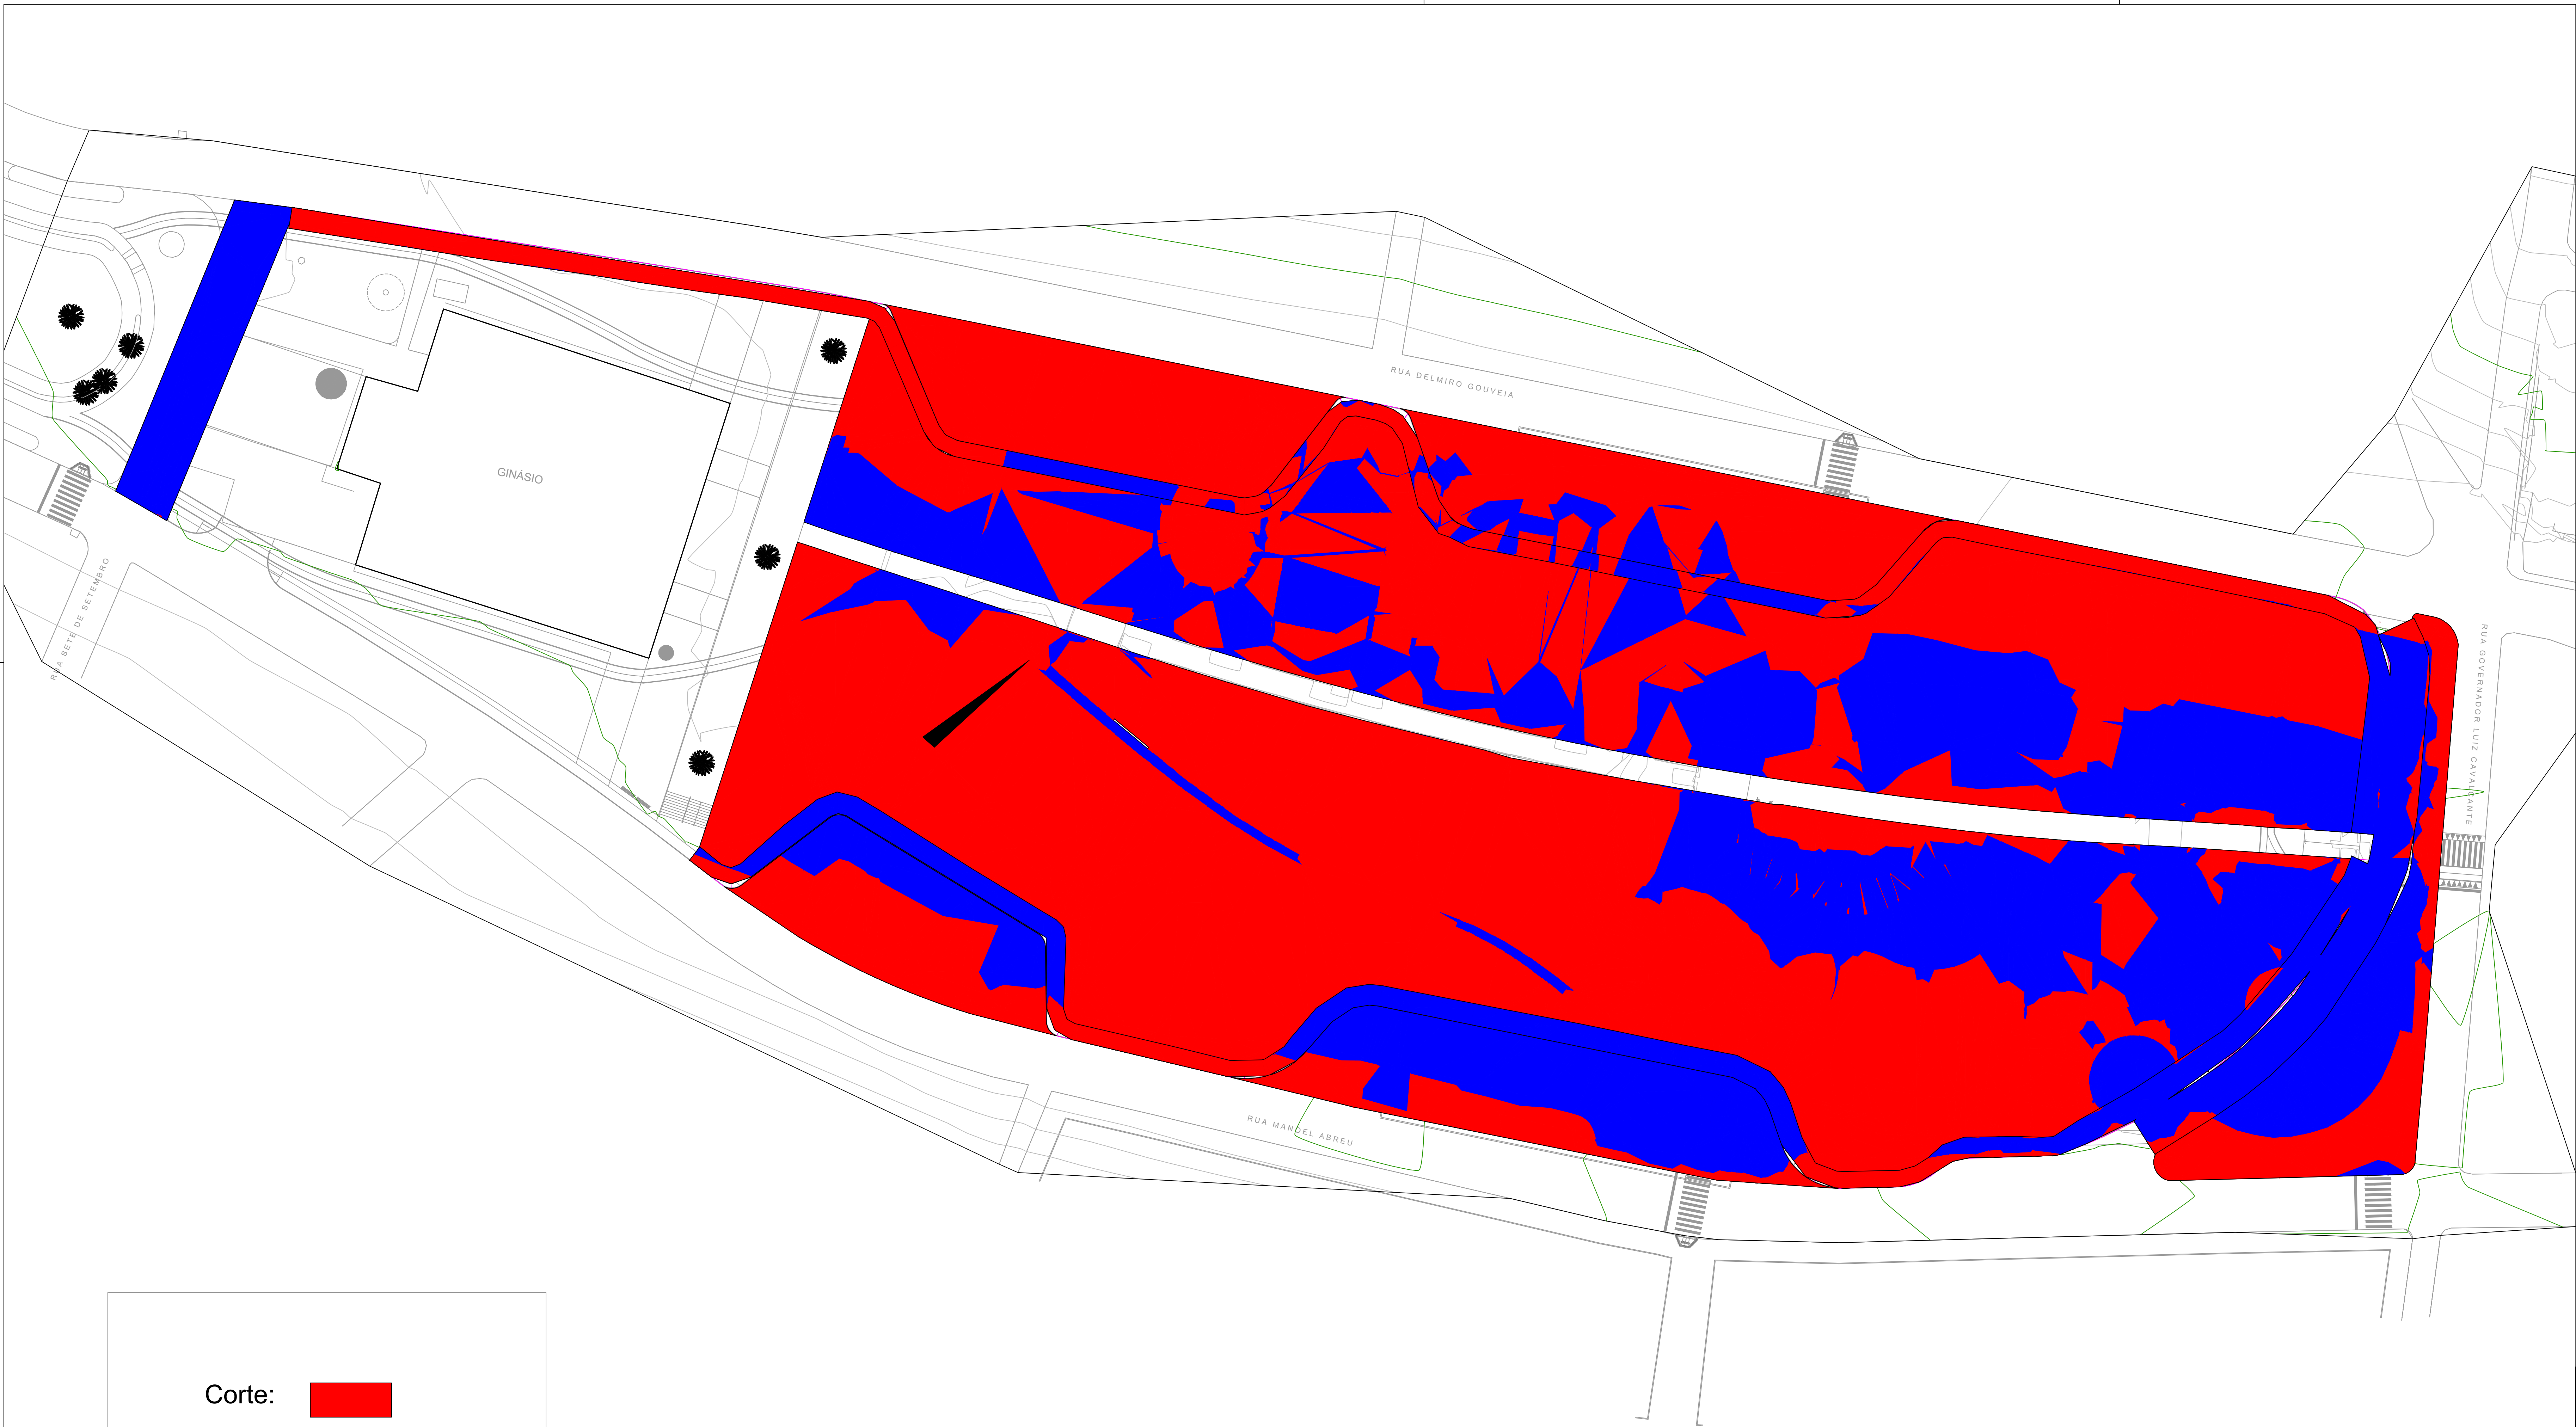 RUA DELMIRO GOUVEIA
GINÁSIO
RUA SETE DE SETEMBRO
RUA GOVERNADOR LUIZ CAVALCANTE
RUA MANOEL ABREU
Corte: